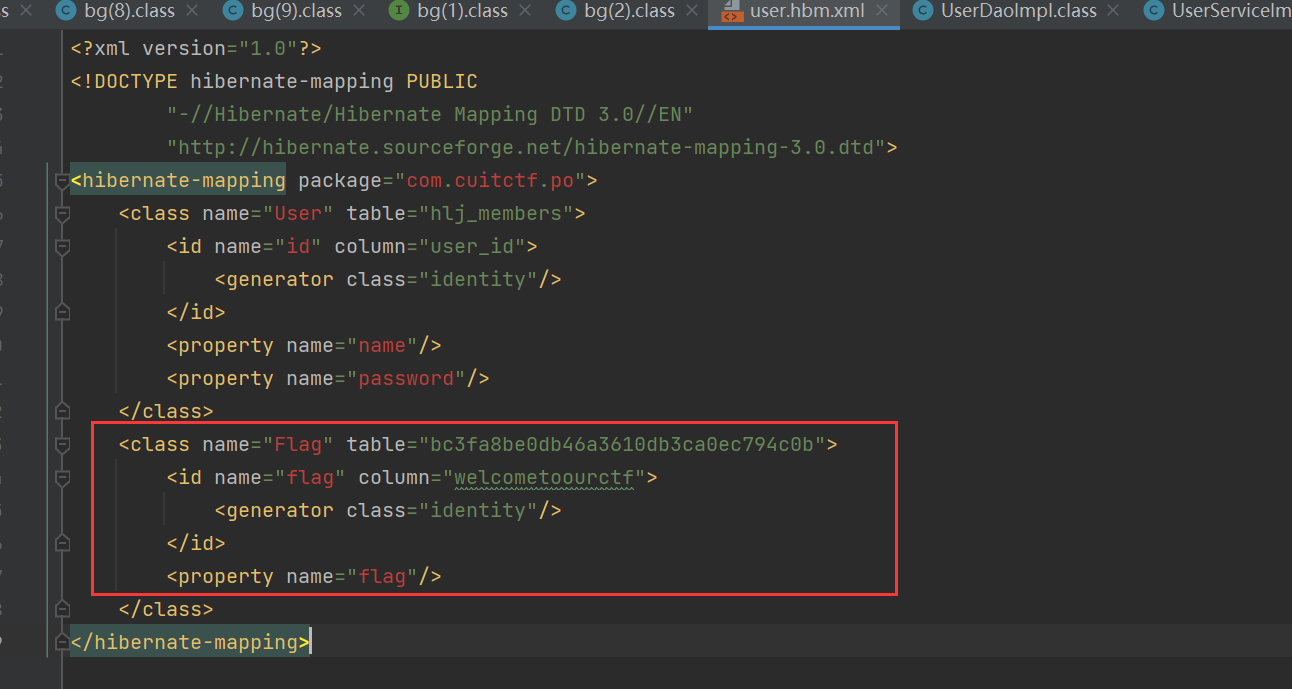 s bg(8).class bg(9).class bg(1).class bg(2).class user.hbm.xml UserDaoImpl.class UserServiceIm
<?xml version="1.0"?>
<!DOCTYPE hibernate-mapping PUBLIC
"-//Hibernate/Hibernate Mapping DTD 3.0//EN"
"http://hibernate.sourceforge.net/hibernate-mapping-3.0.dtd">
<hibernate-mapping package="com.cuitctf.po">
<class name="User" table="hlj_members">
<id name="id" column="user_id">
<generator class="identity"/>
</id>
<property name="name"/>
<property name="password"/>
</class>
<class name="Flag" table="bc3fa8be0db46a3610db3ca0ec794c0b">
<id name="flag" column="welcometoourctf">
<generator class="identity"/>
</id>
<property name="flag"/>
</class>
</hibernate-mapping>